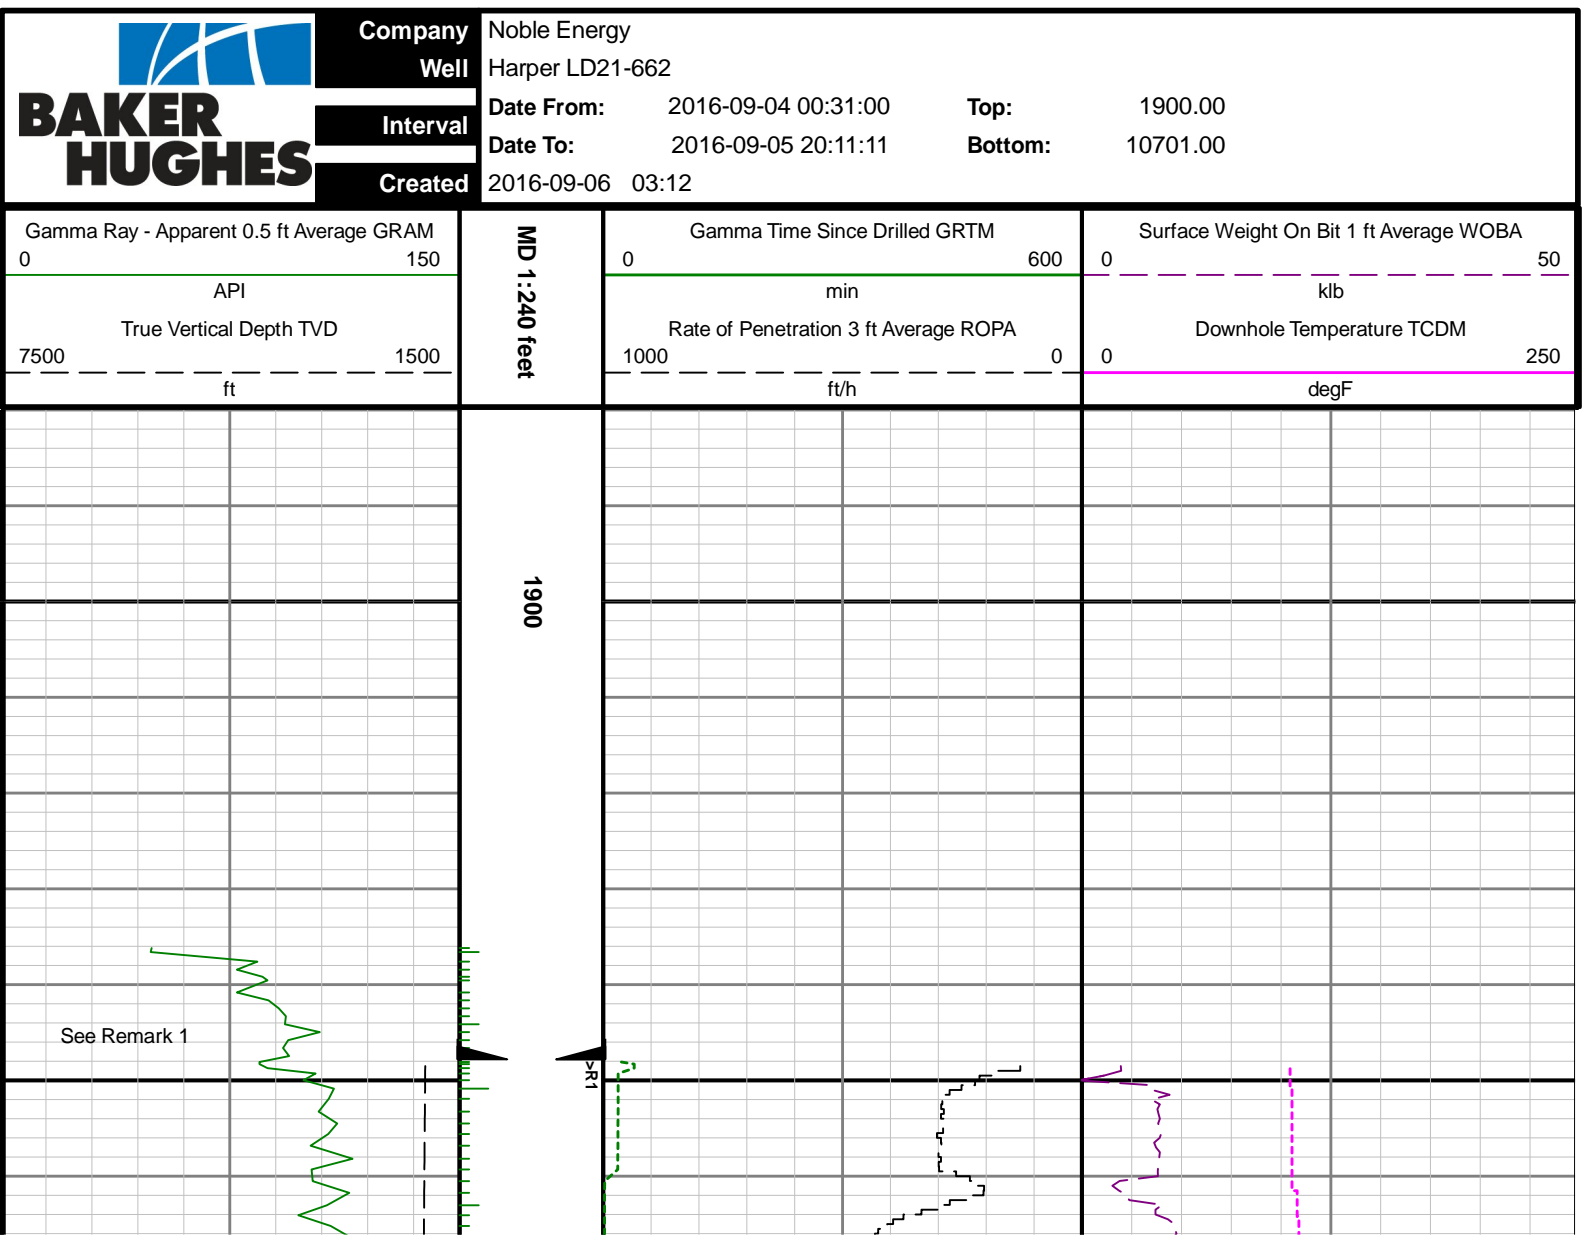 BAKER
HUGHES
Company Noble Energy
Well Harper LD21-662
Interval
Date From: 2016-09-04 00:31:00 Top: 1900.00
Date To: 2016-09-05 20:11:11 Bottom: 10701.00
Created 2016-09-06 03:12
Gamma Ray - Apparent 0.5 ft Average GRAM
0 150
API
True Vertical Depth TVD
7500 1500
ft
MD 1:240 feet
Gamma Time Since Drilled GRTM
0 600
min
Rate of Penetration 3 ft Average ROPA
1000 0
ft/h
Surface Weight On Bit 1 ft Average WOBA
0 50
klb
Downhole Temperature TCDM
0 250
degF
1900
See Remark 1
>R1